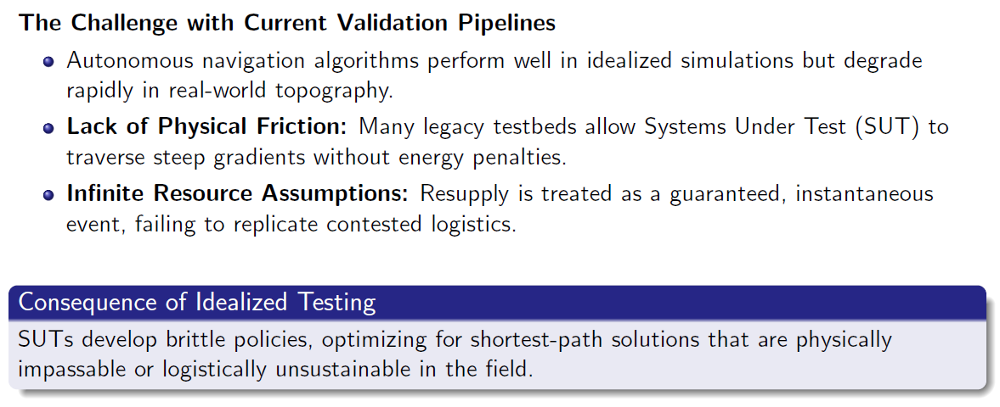 The Challenge with Current Validation Pipelines
Autonomous navigation algorithms perform well in idealized simulations but degrade
rapidly in real-world topography.
Lack of Physical Friction: Many legacy testbeds allow Systems Under Test (SUT) to
traverse steep gradients without energy penalties.
Infinite Resource Assumptions: Resupply is treated as a guaranteed, instantaneous
event, failing to replicate contested logistics.
Consequence of Idealized Testing
SUTs develop brittle policies, optimizing for shortest-path solutions that are physically
impassable or logistically unsustainable in the field.